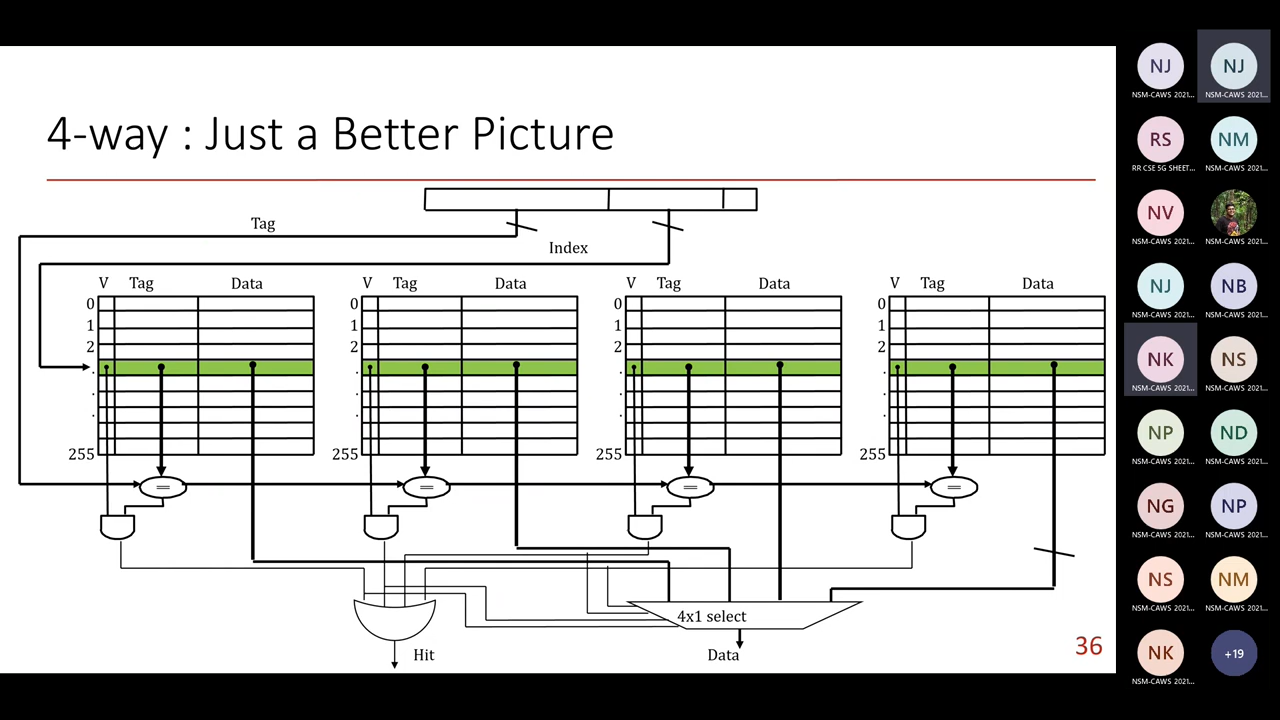 4-way : Just a Better Picture
Tag
Index
V Tag Data
V Tag Data
V Tag Data
V Tag Data
0
1
2
.
.
.
255
0
1
2
.
.
.
255
0
1
2
.
.
.
255
0
1
2
.
.
.
255
==
==
==
==
4x1 select
Hit
Data
36
NJ
NSM-CAWS 2021...
NJ
NSM-CAWS 2021...
RS
RR CSE 5G SHEET...
NM
NSM-CAWS 2021...
NV
NSM-CAWS 2021...
NSM-CAWS 2021...
NJ
NSM-CAWS 2021...
NB
NSM-CAWS 2021...
NK
NSM-CAWS 2021...
NS
NSM-CAWS 2021...
NP
NSM-CAWS 2021...
ND
NSM-CAWS 2021...
NG
NSM-CAWS 2021...
NP
NSM-CAWS 2021...
NS
NSM-CAWS 2021...
NM
NSM-CAWS 2021...
NK
NSM-CAWS 2021...
+19